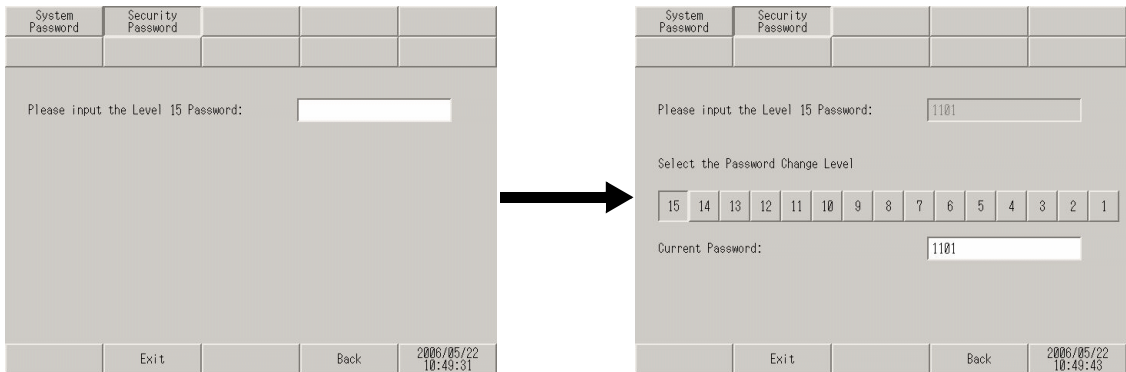 System Password
Security Password
Please input the Level 15 Password:
Exit
Back
2006/05/22
10:49:31
System Password
Security Password
Please input the Level 15 Password:
1101
Select the Password Change Level
15 14 13 12 11 10 9 8 7 6 5 4 3 2 1
Current Password:
1101
Exit
Back
2006/05/22
10:49:43